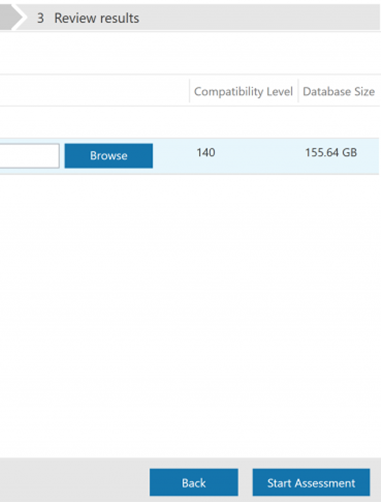 3 Review results
Compatibility Level Database Size
Browse 140 155.64 GB
Back Start Assessment